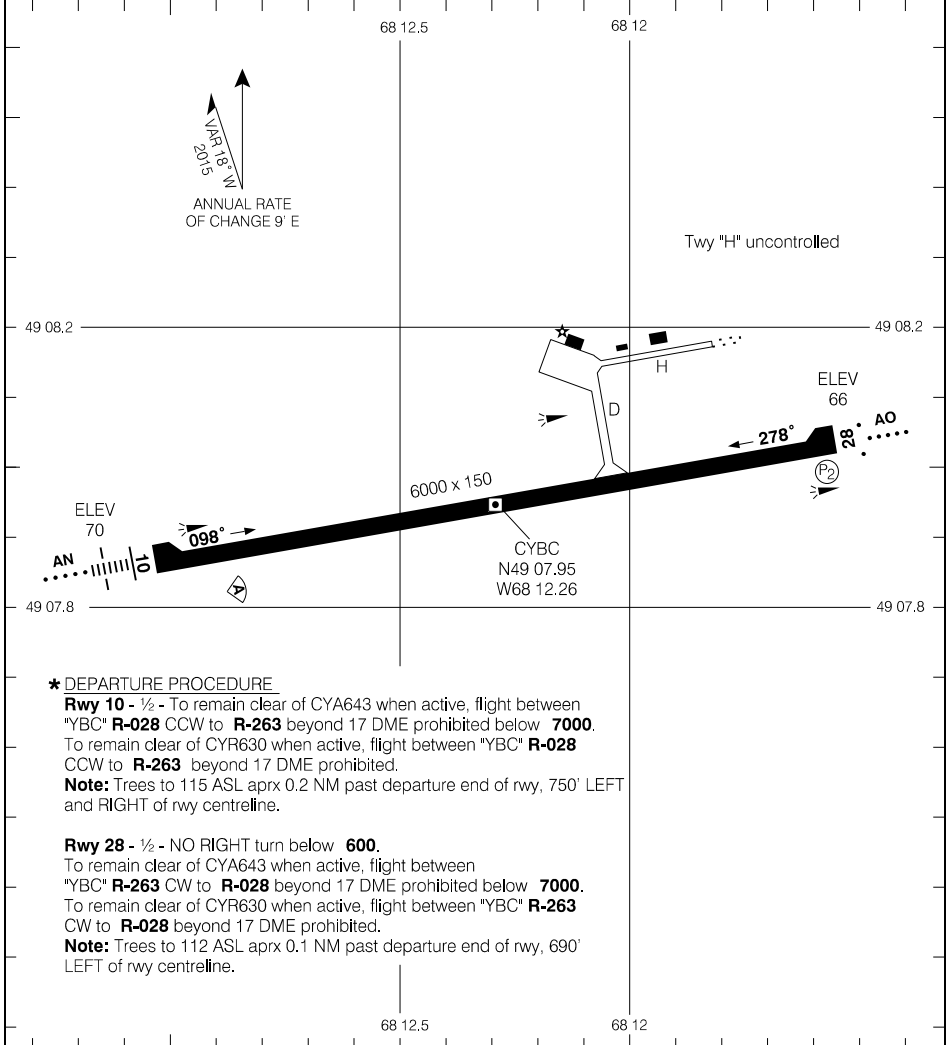 68 12.5
68 12
VAR 18° W
2015
ANNUAL RATE
OF CHANGE 9' E
Twy "H" uncontrolled
49 08.2
49 08.2
H
D
ELEV
66
AO
28
278°
P2
6000 x 150
ELEV
70
098°
AN
10
A
CYBC
N49 07.95
W68 12.26
49 07.8
49 07.8
* DEPARTURE PROCEDURE
Rwy 10 - ½ - To remain clear of CYA643 when active, flight between
"YBC" R-028 CCW to R-263 beyond 17 DME prohibited below 7000.
To remain clear of CYR630 when active, flight between "YBC" R-028
CCW to R-263 beyond 17 DME prohibited.
Note: Trees to 115 ASL aprx 0.2 NM past departure end of rwy, 750' LEFT
and RIGHT of rwy centreline.
Rwy 28 - ½ - NO RIGHT turn below 600.
To remain clear of CYA643 when active, flight between
"YBC" R-263 CW to R-028 beyond 17 DME prohibited below 7000.
To remain clear of CYR630 when active, flight between "YBC" R-263
CW to R-028 beyond 17 DME prohibited.
Note: Trees to 112 ASL aprx 0.1 NM past departure end of rwy, 690'
LEFT of rwy centreline.
68 12.5
68 12